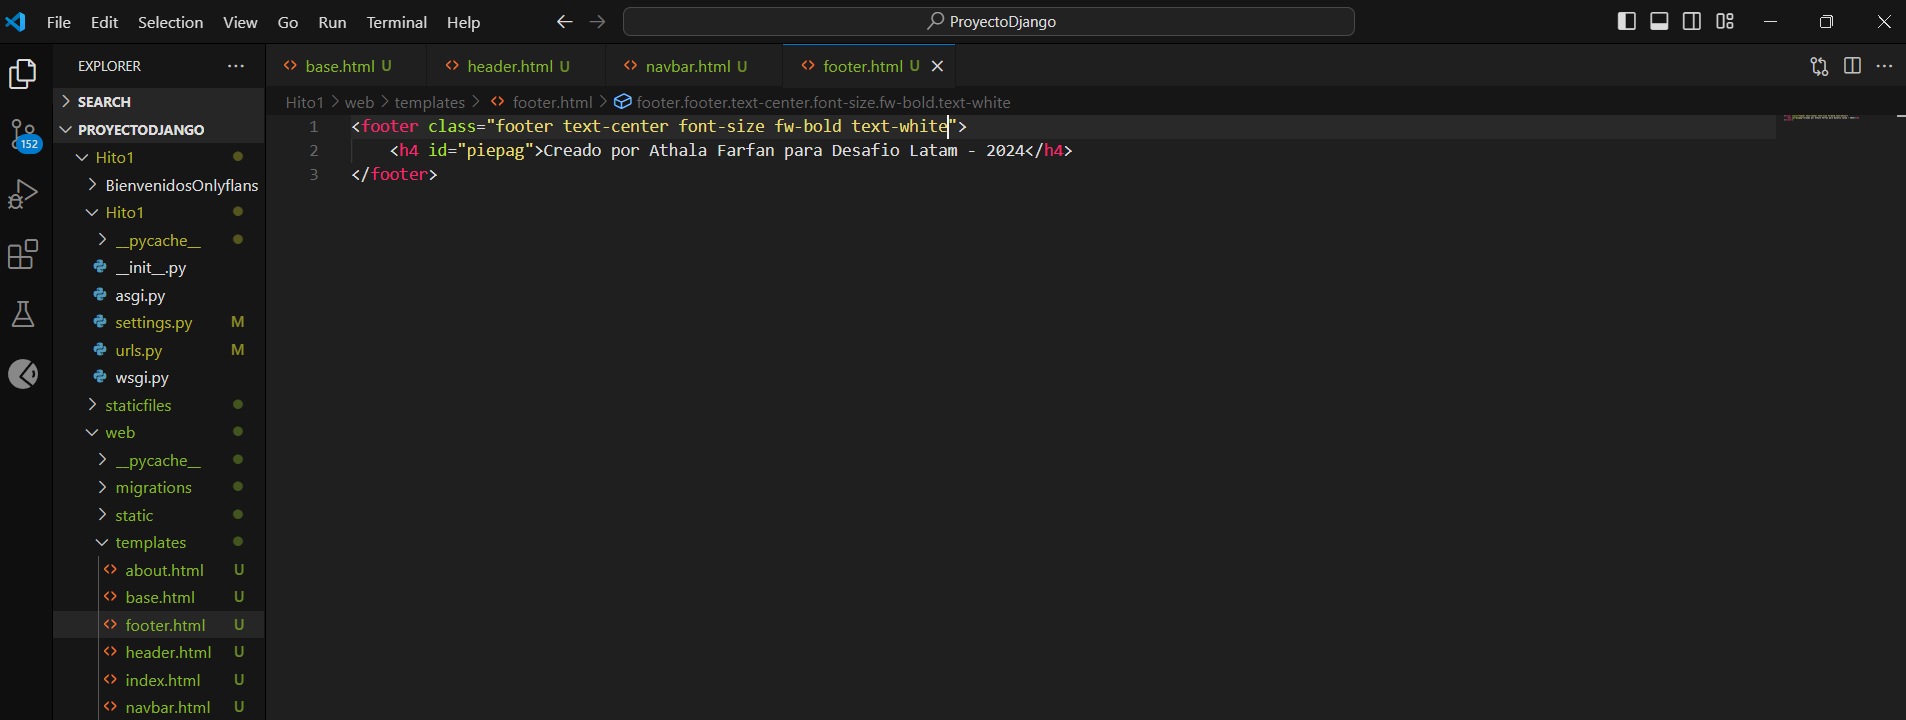 File Edit Selection View Go Run Terminal Help
ProyectoDjango
EXPLORER
base.html U
header.html U
navbar.html U
footer.html U
SEARCH
Hito1 > web > templates > footer.html > footer.footer.text-center.font-size.fw-bold.text-white
PROYECTODJANGO
152
1 <footer class="footer text-center font-size fw-bold text-white">
2 <h4 id="piepag">Creado por Athala Farfan para Desafio Latam - 2024</h4>
3 </footer>
Hito1
BienvenidosOnlyflans
Hito1
__pycache__
__init__.py
asgi.py
settings.py M
urls.py M
wsgi.py
staticfiles
web
__pycache__
migrations
static
templates
about.html U
base.html U
footer.html U
header.html U
index.html U
navbar.html U